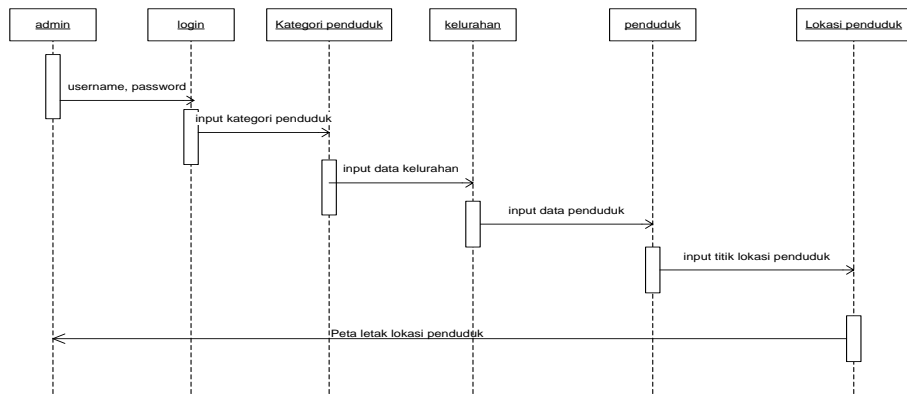 admin
login
Kategori penduduk
kelurahan
penduduk
Lokasi penduduk
username, password
input kategori penduduk
input data kelurahan
input data penduduk
input titik lokasi penduduk
Peta letak lokasi penduduk